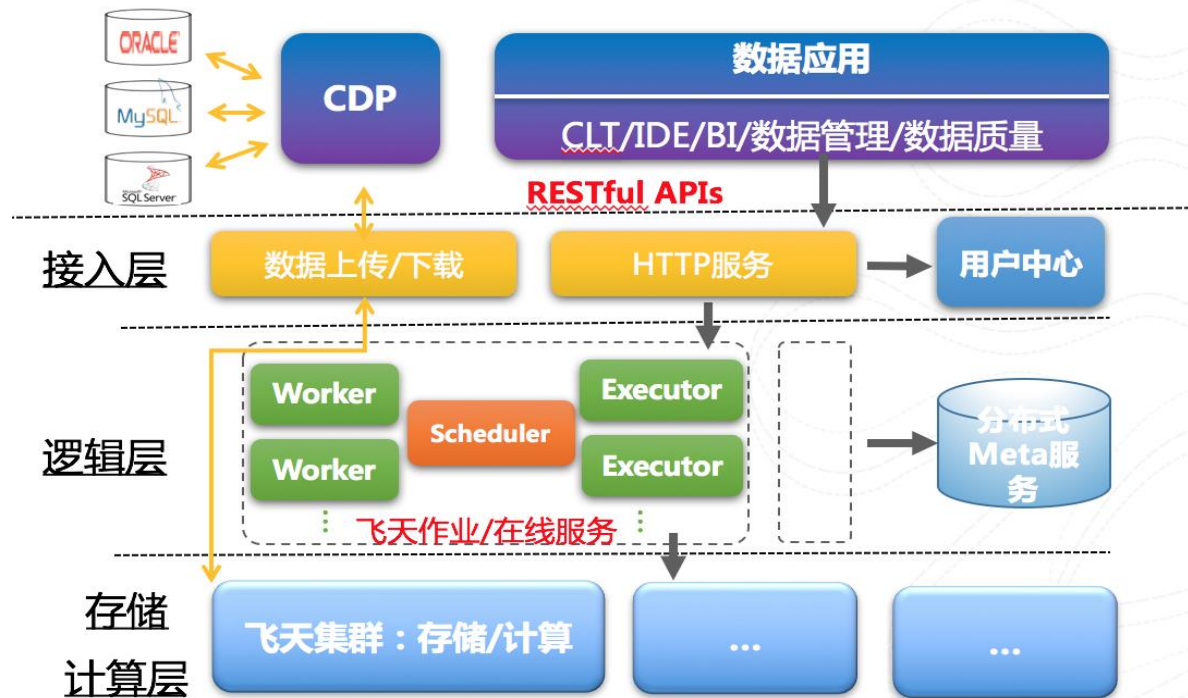 ORACLE
MySQL
Microsoft
SQL Server
CDP
数据应用
CLT/IDE/BI/数据管理/数据质量
RESTful APIs
接入层
数据上传/下载
HTTP服务
用户中心
逻辑层
Worker
Worker
Scheduler
Executor
Executor
飞天作业/在线服务
分布式
Meta服
务
存储
计算层
飞天集群：存储/计算
...
...